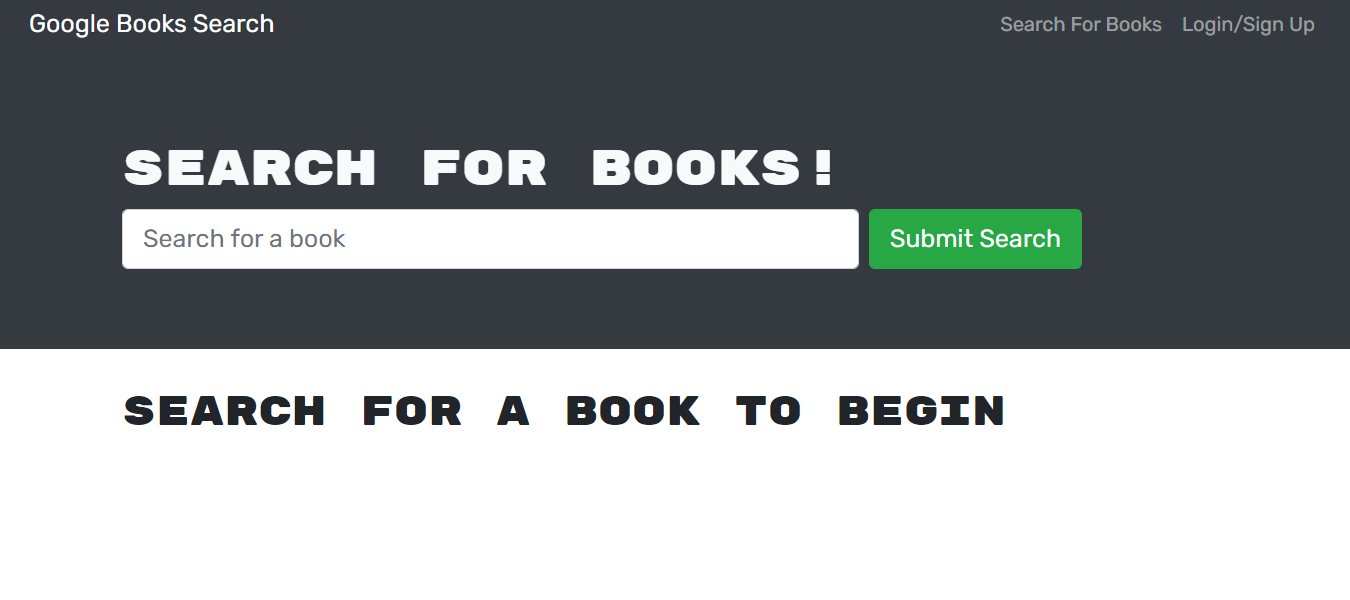 Google Books Search
Search For Books
Login/Sign Up
SEARCH FOR BOOKS!
Search for a book
Submit Search
SEARCH FOR A BOOK TO BEGIN